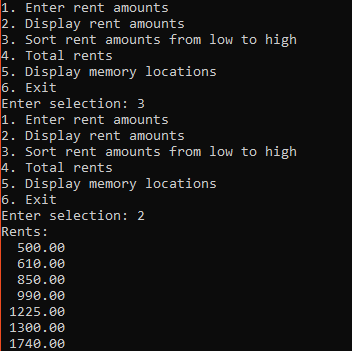 1. Enter rent amounts
2. Display rent amounts
3. Sort rent amounts from low to high
4. Total rents
5. Display memory locations
6. Exit
Enter selection: 3
1. Enter rent amounts
2. Display rent amounts
3. Sort rent amounts from low to high
4. Total rents
5. Display memory locations
6. Exit
Enter selection: 2
Rents:
  500.00
  610.00
  850.00
  990.00
 1225.00
 1300.00
 1740.00